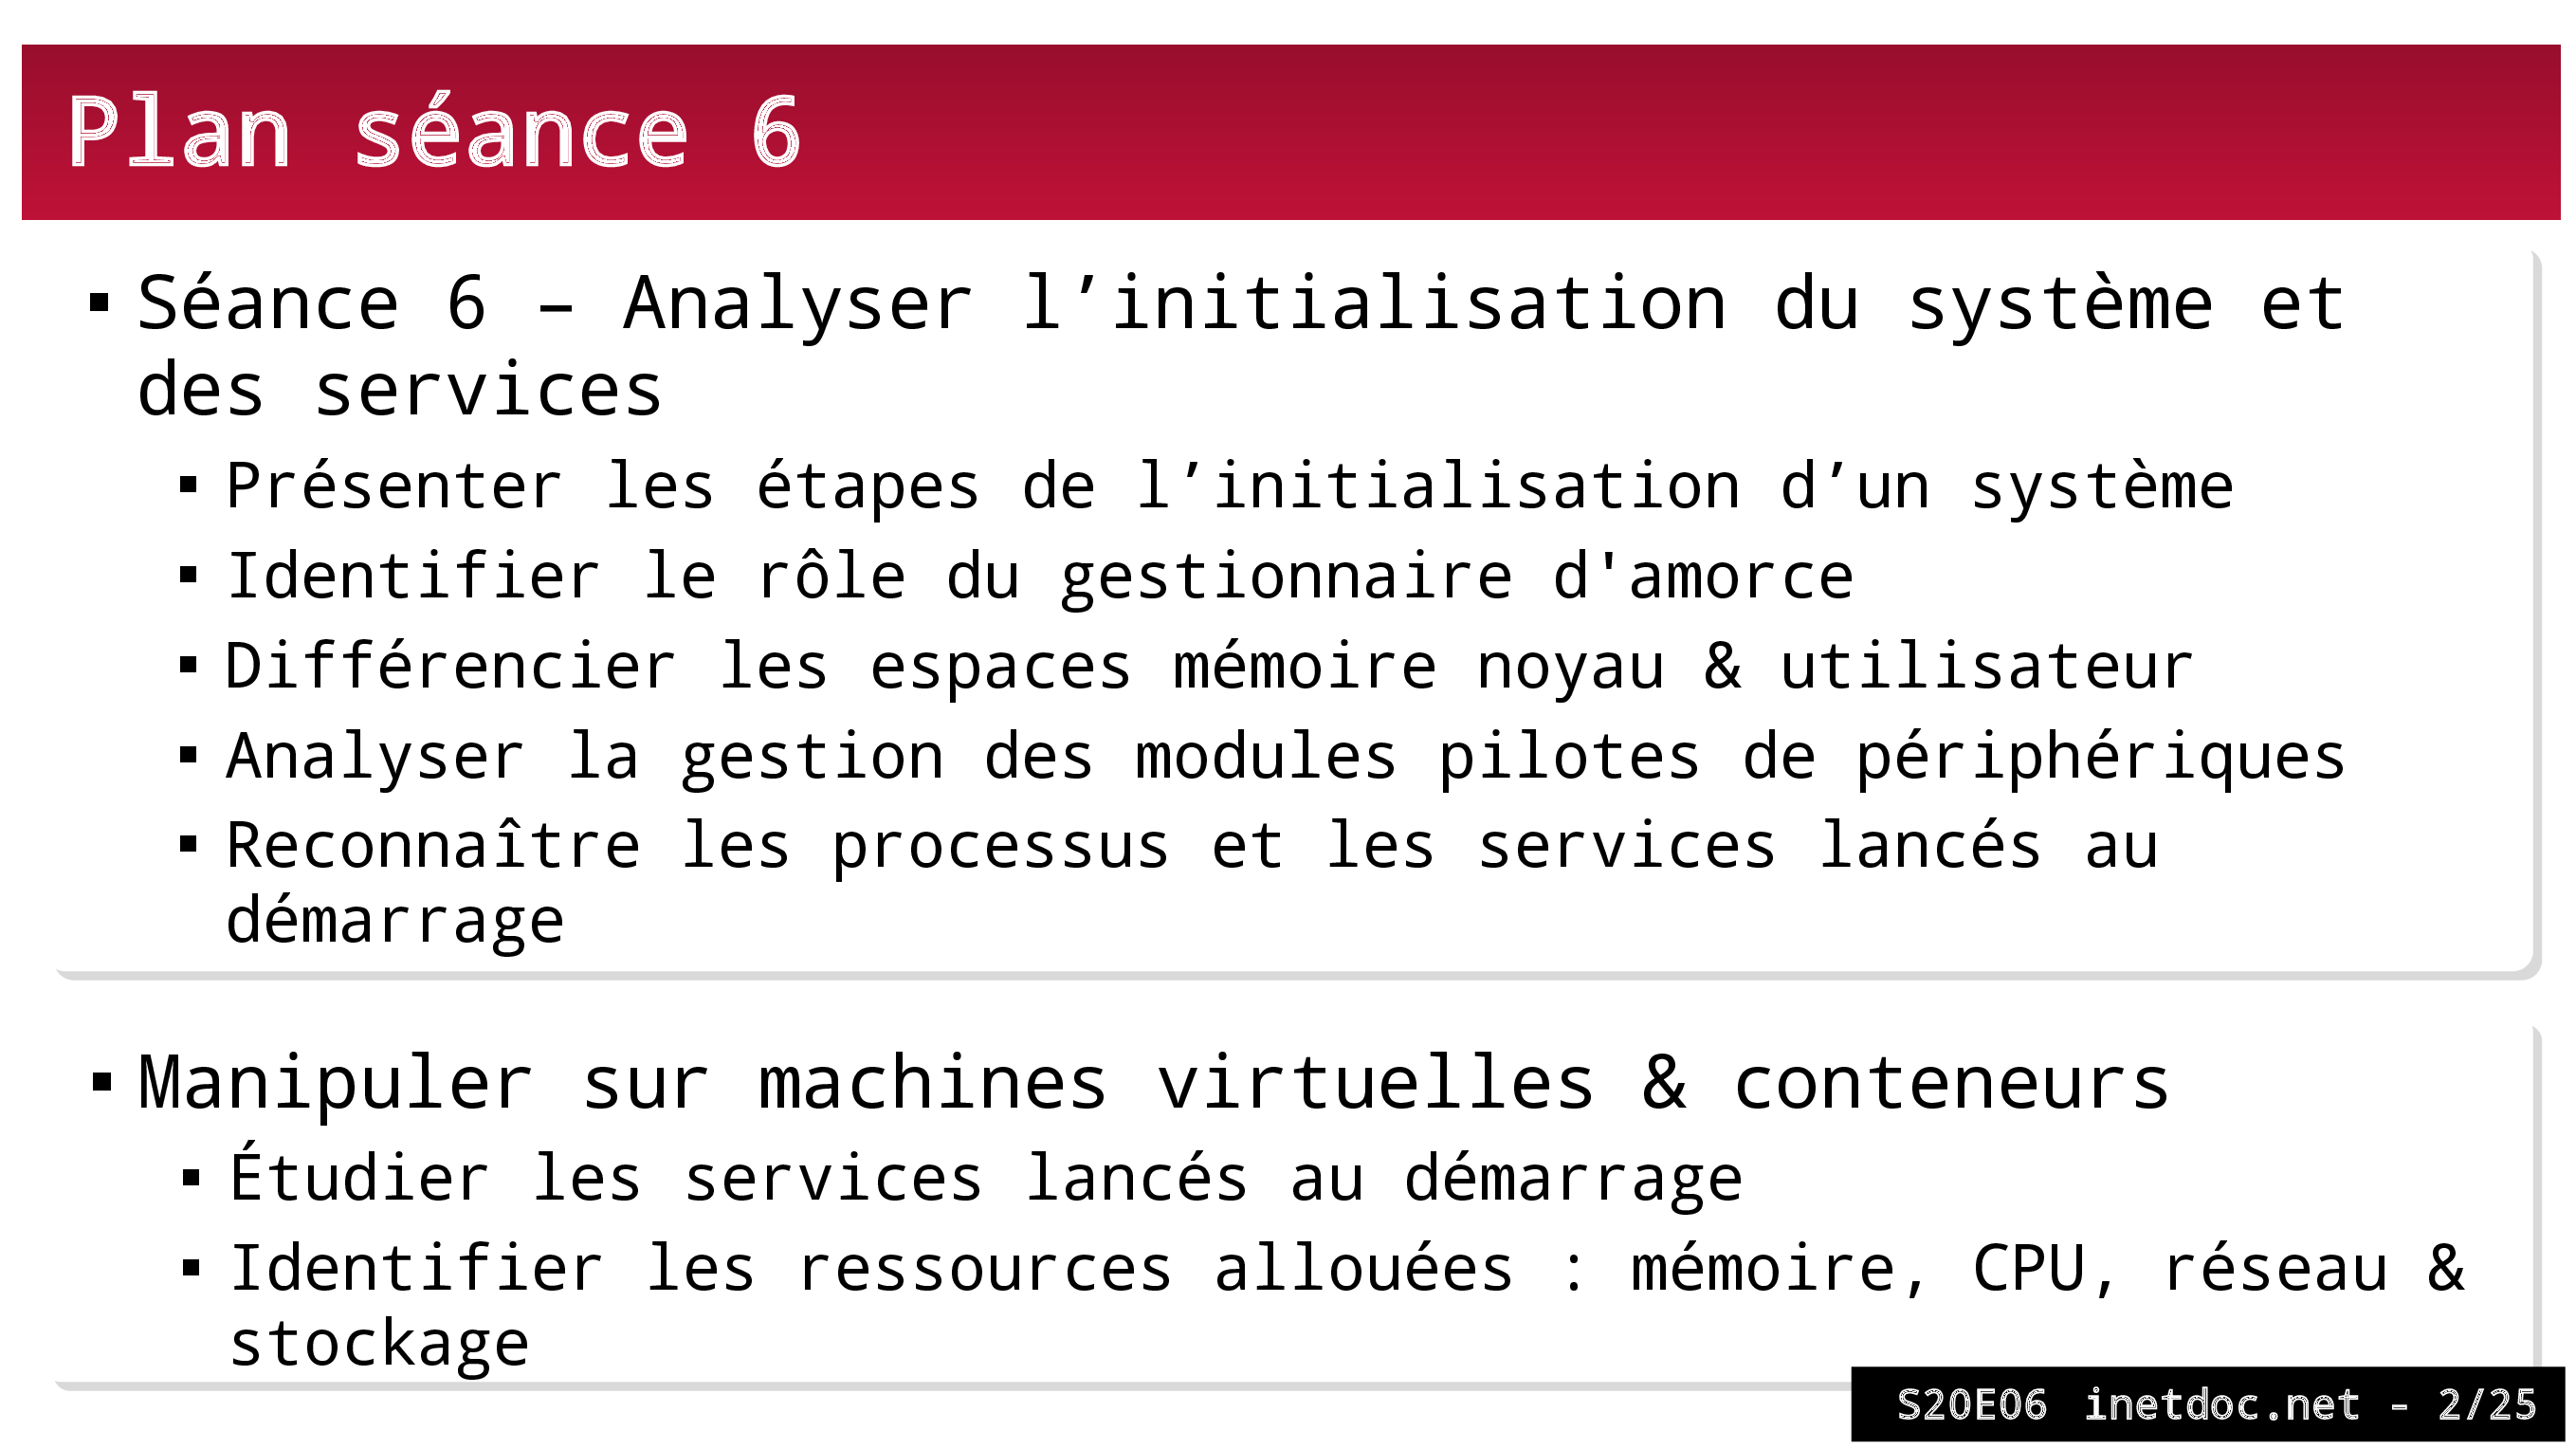 Plan séance 6
▪ Séance 6 – Analyser l’initialisation du système et
des services
▪ Présenter les étapes de l’initialisation d’un système
▪ Identifier le rôle du gestionnaire d'amorce
▪ Différencier les espaces mémoire noyau & utilisateur
▪ Analyser la gestion des modules pilotes de périphériques
▪ Reconnaître les processus et les services lancés au
démarrage
▪ Manipuler sur machines virtuelles & conteneurs
▪ Étudier les services lancés au démarrage
▪ Identifier les ressources allouées : mémoire, CPU, réseau &
stockage
S20E06 inetdoc.net - 2/25